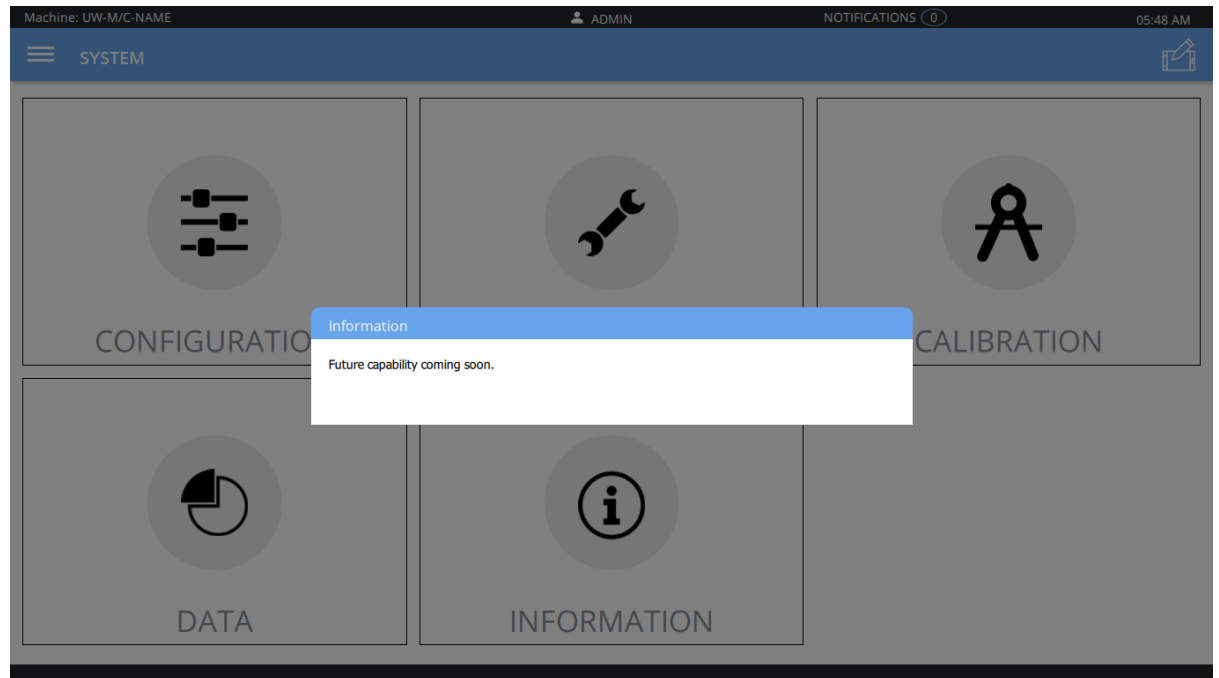 Machine: UW-M/C-NAME ADMIN NOTIFICATIONS 0 05:48 AM
SYSTEM
Information
CONFIGURATIO CALIBRATION
Future capability coming soon.
DATA INFORMATION